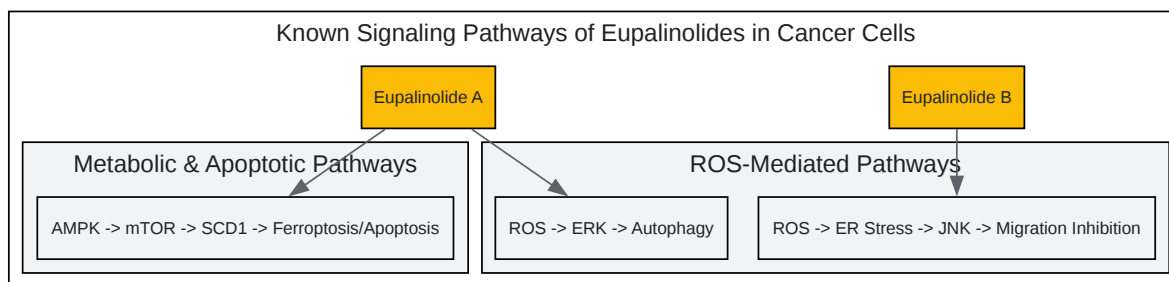 Known Signaling Pathways of Eupalinolides in Cancer Cells
Eupalinolide A
Eupalinolide B
Metabolic & Apoptotic Pathways
ROS-Mediated Pathways
AMPK -> mTOR -> SCD1 -> Ferroptosis/Apoptosis
ROS -> ERK -> Autophagy
ROS -> ER Stress -> JNK -> Migration Inhibition